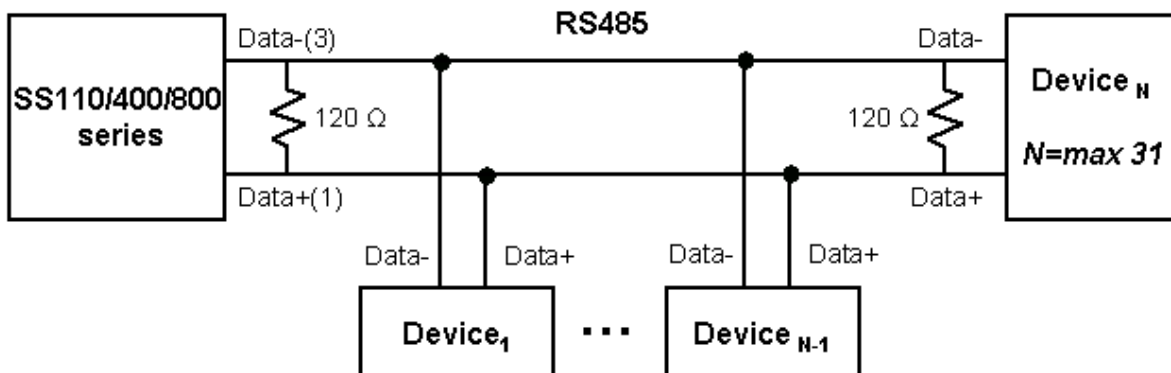 RS485
Data-(3)
Data-
SS110/400/800
series
120 Ω
120 Ω
Device N
N=max 31
Data+(1)
Data+
Data-
Data+
Data-
Data+
Device1
...
Device N-1